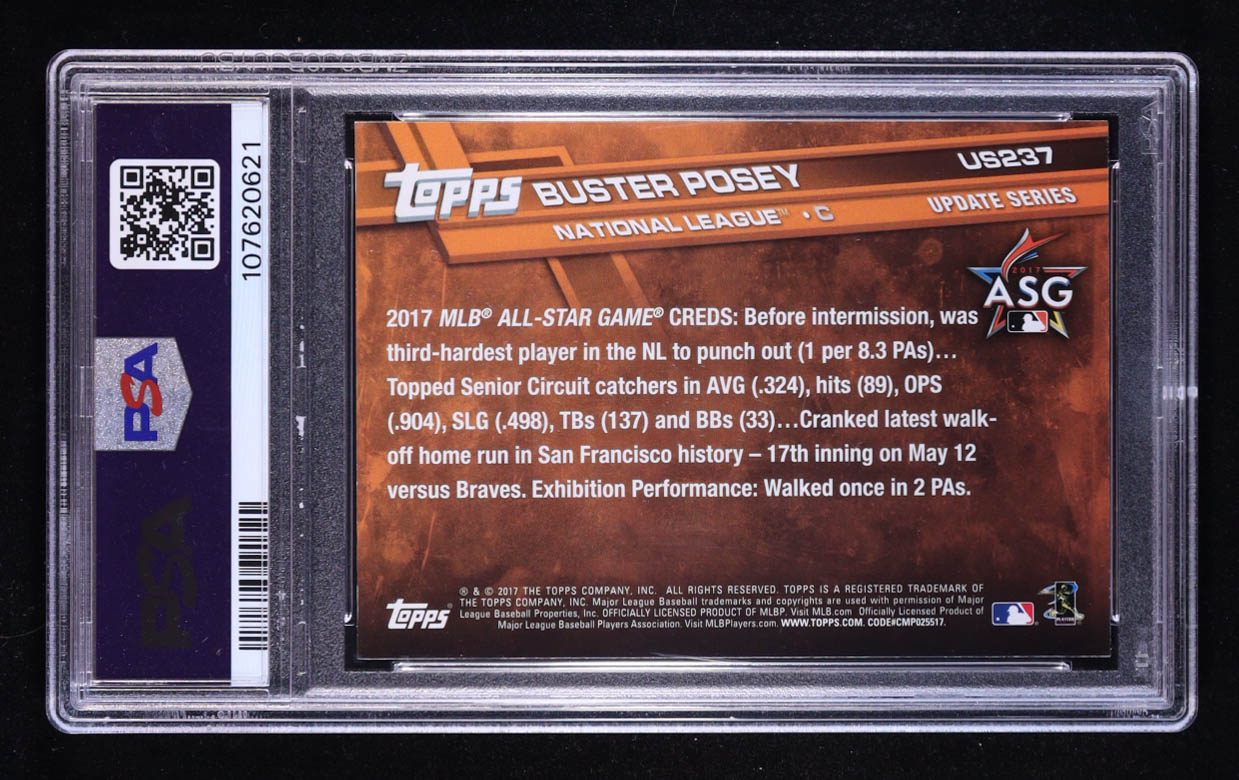 107620621
PSA
PSA
topps
BUSTER POSEY
US237
NATIONAL LEAGUE™ • C
UPDATE SERIES
2017
ASG
2017 MLB® ALL-STAR GAME® CREDS: Before intermission, was
third-hardest player in the NL to punch out (1 per 8.3 PAs)...
Topped Senior Circuit catchers in AVG (.324), hits (89), OPS
(.904), SLG (.498), TBs (137) and BBs (33)...Cranked latest walk-
off home run in San Francisco history – 17th inning on May 12
versus Braves. Exhibition Performance: Walked once in 2 PAs.
topps®
® & © 2017 THE TOPPS COMPANY, INC. ALL RIGHTS RESERVED. TOPPS IS A REGISTERED TRADEMARK OF
THE TOPPS COMPANY, INC. Major League Baseball trademarks and copyrights are used with permission of Major
League Baseball Properties, Inc. OFFICIALLY LICENSED PRODUCT OF MLBP. Visit MLB.com Officially Licensed Product of
Major League Baseball Players Association. Visit MLBPlayers.com. WWW.TOPPS.COM. CODE#CMP025517.